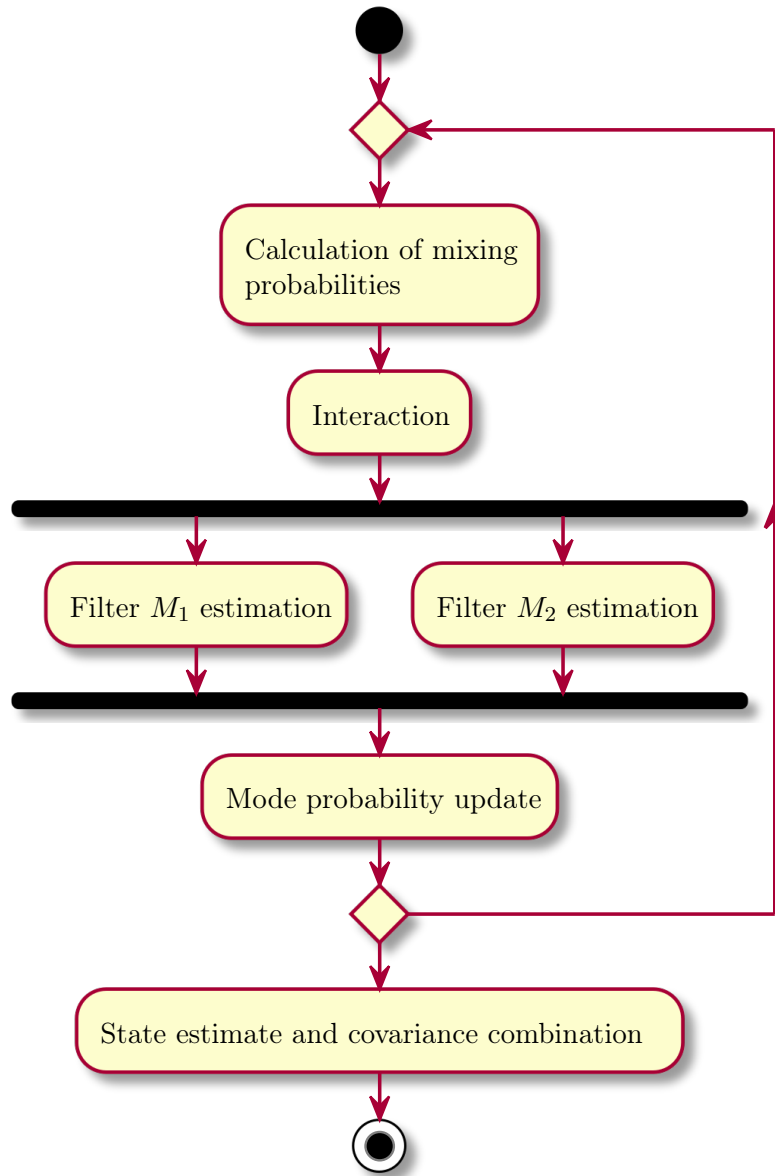 Calculation of mixing
probabilities
Interaction
Filter M₁ estimation
Filter M₂ estimation
Mode probability update
State estimate and covariance combination